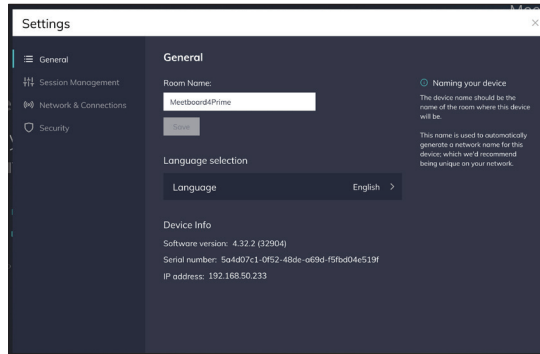 Settings
General
Session Management
Network & Connections
Security
General
Room Name:
Meetboard4Prime
Save
Language selection
Language English
Device Info
Software version: 4.32.2 (32904)
Serial number: 5a4d07c1-0f52-48de-a69d-f5fbd04e519f
IP address: 192.168.50.233
Naming your device
The device name should be the
name of the room where this device
will be.
This name is used to automatically
generate a network name for this
device; which we'd recommend
being unique on your network.